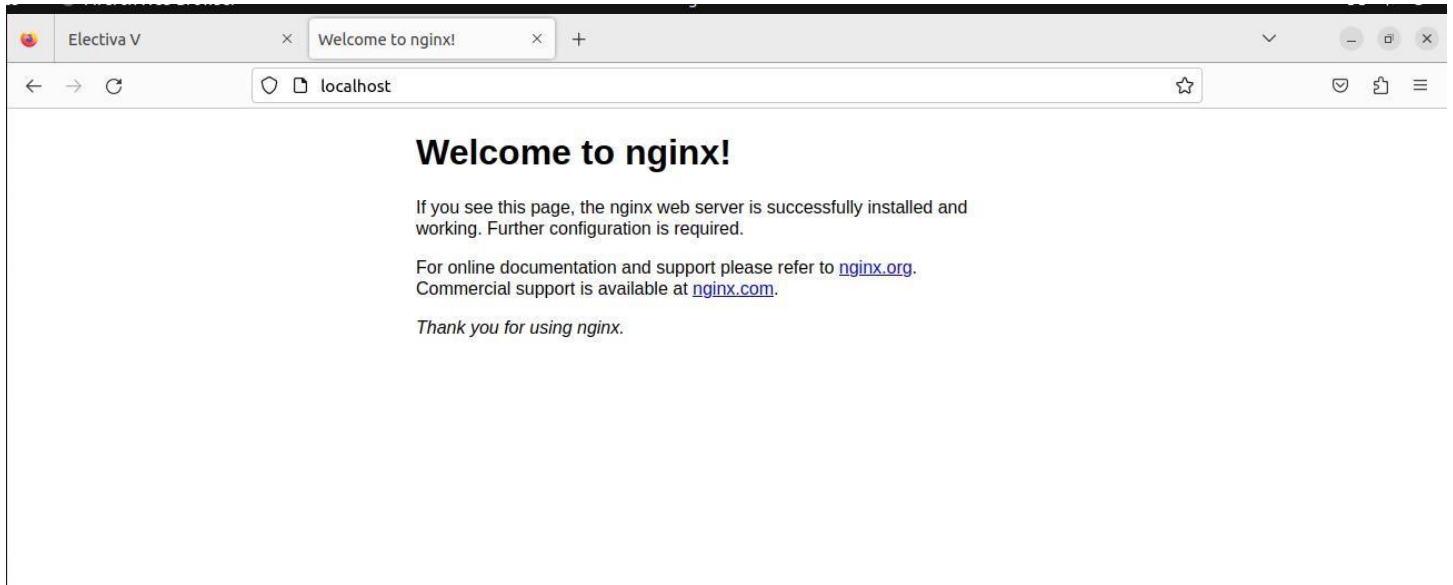 Electiva V
Welcome to nginx!
localhost
Welcome to nginx!
If you see this page, the nginx web server is successfully installed and
working. Further configuration is required.
For online documentation and support please refer to nginx.org.
Commercial support is available at nginx.com.
Thank you for using nginx.